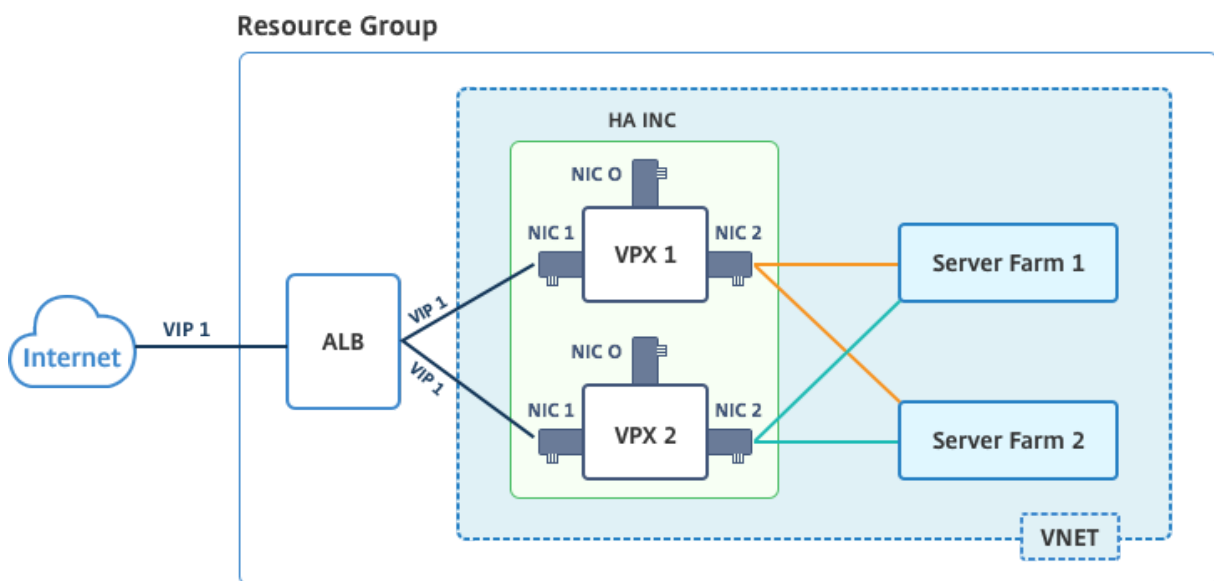 Resource Group
HA INC
NIC O
NIC 1
NIC 2
VPX 1
Server Farm 1
VIP 1
VIP 1
ALB
Internet
VIP 1
NIC O
NIC 1
NIC 2
VPX 2
Server Farm 2
VNET